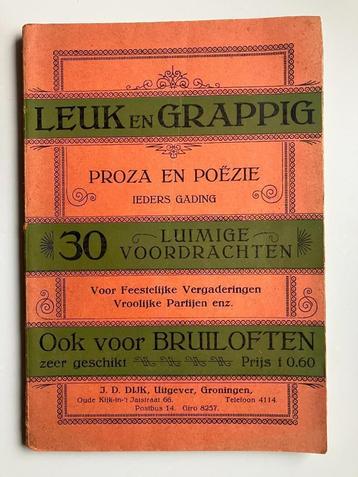 LEUK EN GRAPPIG
PROZA EN POËZIE
IEDERS GADING
30 LUIMIGE
VOORDRACHTEN
Voor Feestelijke Vergaderingen
Vroolijke Partijen enz.
Ook voor BRUILOFTEN
zeer geschikt Prijs f 0.60
J. D. DIJK, Uitgever, Groningen,
Oude Kijk-in-'t Jatstraat 66. Telefoon 4114.
Postbus 14. Giro 8257.